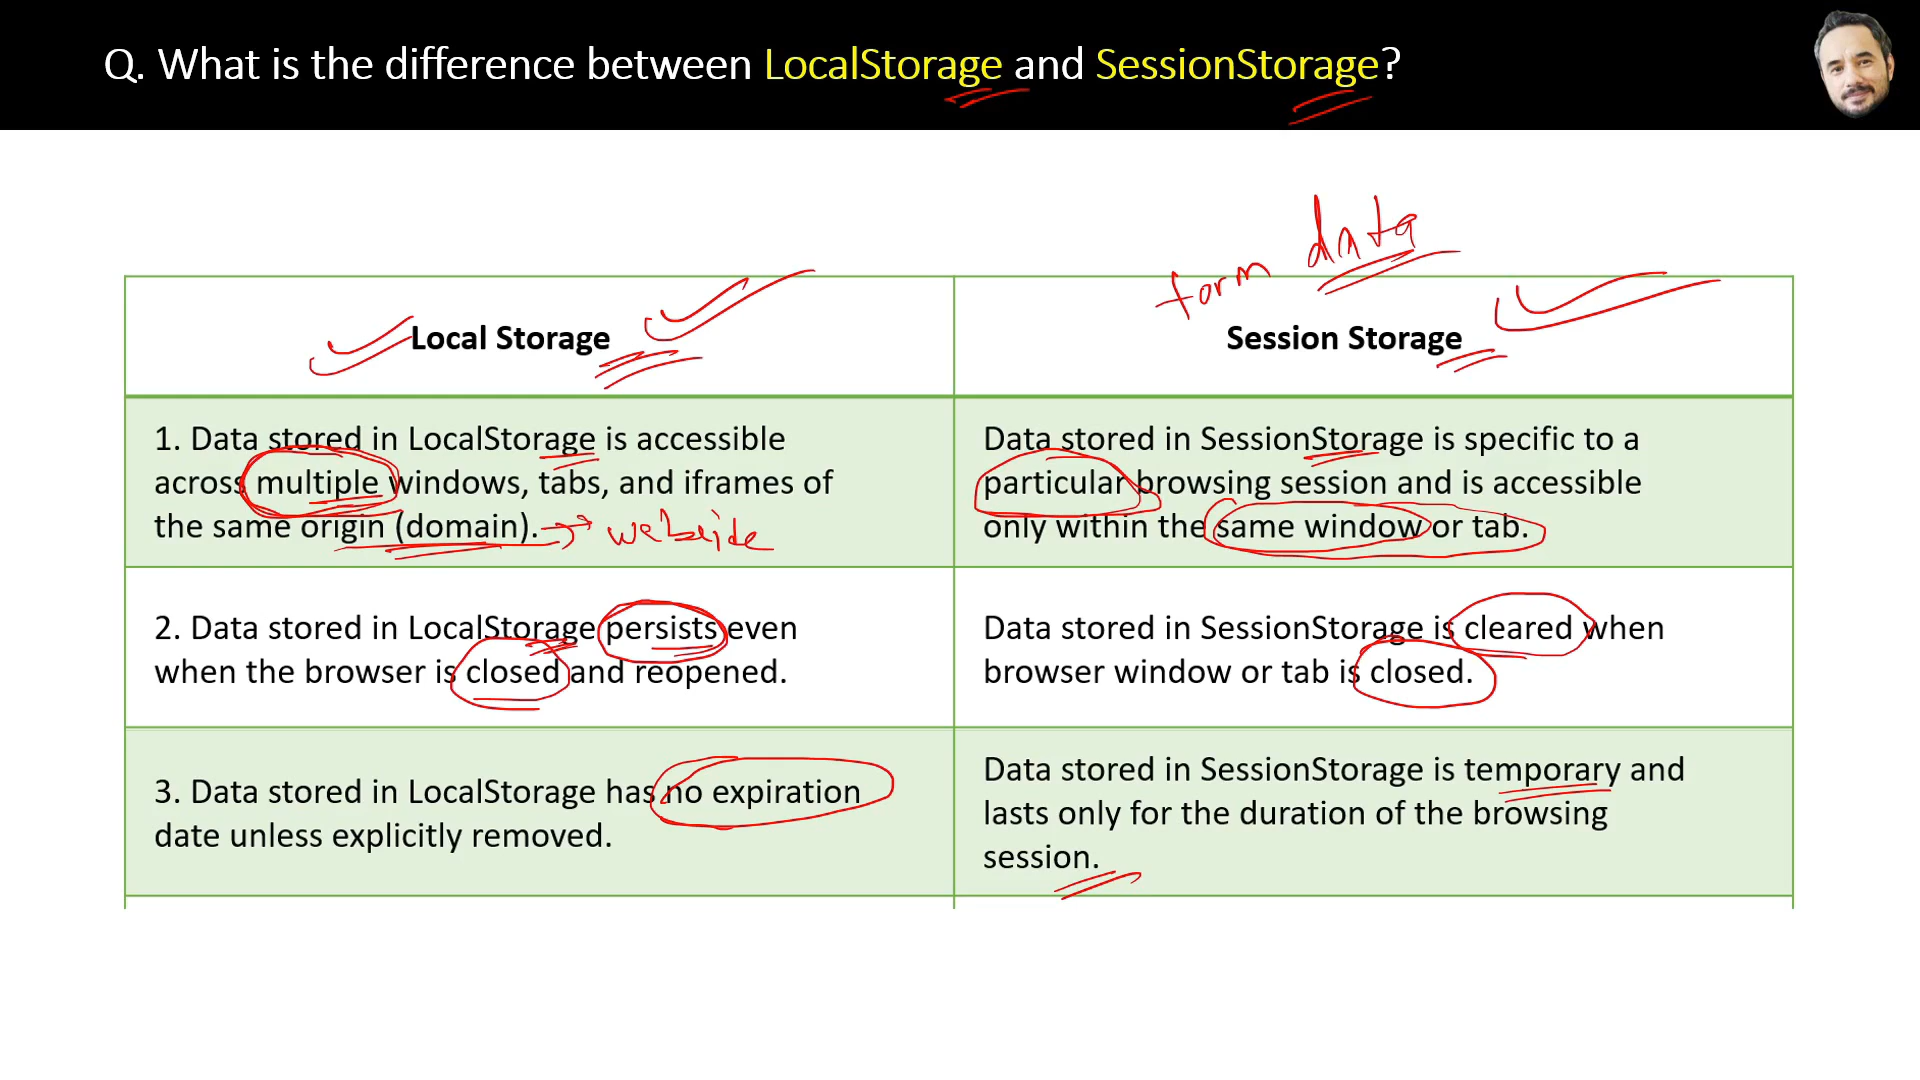 Q. What is the difference between LocalStorage and SessionStorage?
form data
Local Storage
Session Storage
1. Data stored in LocalStorage is accessible
across multiple windows, tabs, and iframes of
the same origin (domain). → website
Data stored in SessionStorage is specific to a
particular browsing session and is accessible
only within the same window or tab.
2. Data stored in LocalStorage persists even
when the browser is closed and reopened.
Data stored in SessionStorage is cleared when
browser window or tab is closed.
3. Data stored in LocalStorage has no expiration
date unless explicitly removed.
Data stored in SessionStorage is temporary and
lasts only for the duration of the browsing
session.